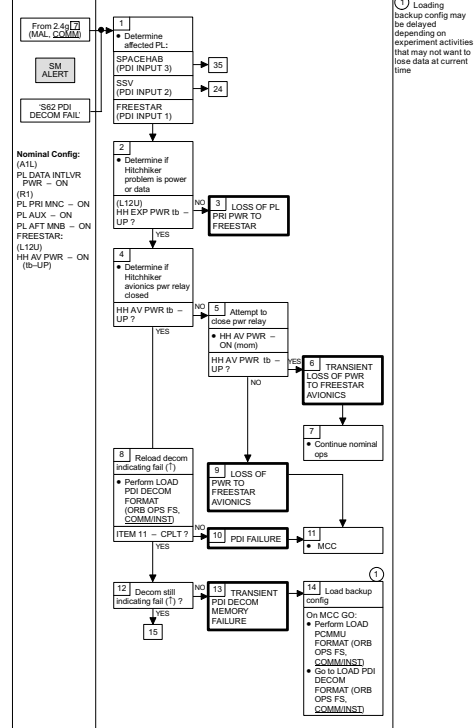 From 2.4g 7
(MAL, COMM)
SM
ALERT
'S62 PDI
DECOM FAIL'
Nominal Config:
(A1L)
PL DATA INTLVR
PWR – ON
(R1)
PL PRI MNC – ON
PL AUX – ON
PL AFT MNB – ON
FREESTAR:
(L12U)
HH AV PWR – ON
(tb–UP)
1
• Determine
affected PL:
SPACEHAB
(PDI INPUT 3)
35
SSV
(PDI INPUT 2)
24
FREESTAR
(PDI INPUT 1)
2
• Determine if
Hitchhiker
problem is power
or data
(L12U)
HH EXP PWR tb –
UP ?
NO
YES
3 LOSS OF PL
PRI PWR TO
FREESTAR
4
• Determine if
Hitchhiker
avionics pwr relay
closed
HH AV PWR tb –
UP ?
NO
YES
5 Attempt to
close pwr relay
• HH AV PWR –
ON (mom)
HH AV PWR tb –
UP ?
YES
NO
6 TRANSIENT
LOSS OF PWR
TO FREESTAR
AVIONICS
7
• Continue nominal
ops
8 Reload decom
indicating fail (↑)
• Perform LOAD
PDI DECOM
FORMAT
(ORB OPS FS,
COMM/INST)
ITEM 11 – CPLT ?
NO
YES
9 LOSS OF
PWR TO
FREESTAR
AVIONICS
10 PDI FAILURE
11
• MCC
12 Decom still
indicating fail (↑) ?
NO
YES
15
13 TRANSIENT
PDI DECOM
MEMORY
FAILURE
1
14 Load backup
config
On MCC GO:
• Perform LOAD
PCMMU
FORMAT (ORB
OPS FS,
COMM/INST)
• Go to LOAD PDI
DECOM
FORMAT (ORB
OPS FS,
COMM/INST)
1 Loading
backup config may
be delayed
depending on
experiment activities
that may not want to
lose data at current
time